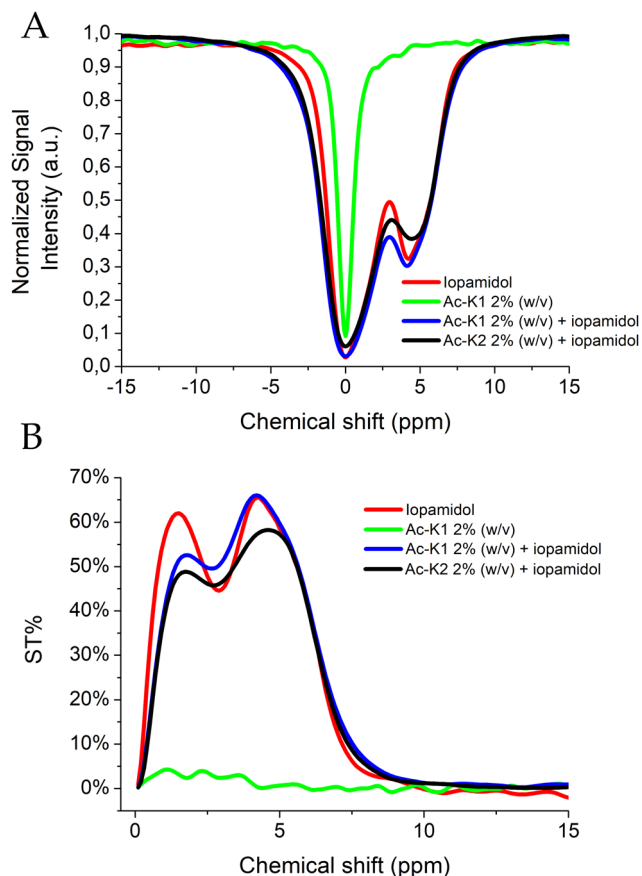 A
Normalized Signal
Intensity (a.u.)
1,0
0,9
0,8
0,7
0,6
0,5
0,4
0,3
0,2
0,1
0,0
Iopamidol
Ac-K1 2% (w/v)
Ac-K1 2% (w/v) + iopamidol
Ac-K2 2% (w/v) + iopamidol
-15 -10 -5 0 5 10 15
Chemical shift (ppm)
B
ST%
70%
60%
50%
40%
30%
20%
10%
0%
Iopamidol
Ac-K1 2% (w/v)
Ac-K1 2% (w/v) + iopamidol
Ac-K2 2% (w/v) + iopamidol
0 5 10 15
Chemical shift (ppm)